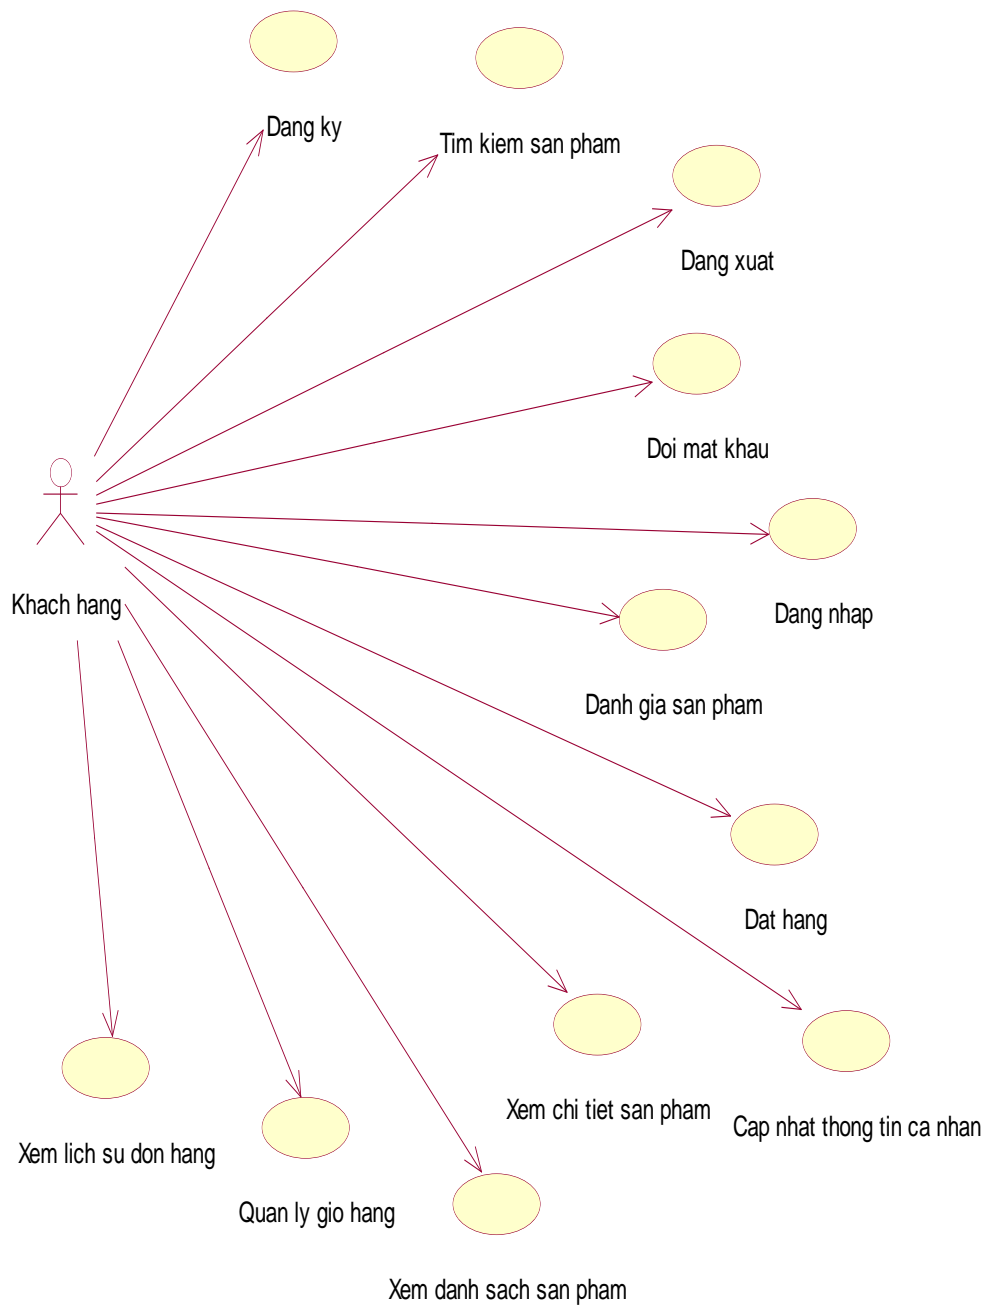 Dang ky
Tim kiem san pham
Dang xuat
Doi mat khau
Khach hang
Dang nhap
Danh gia san pham
Dat hang
Xem chi tiet san pham
Cap nhat thong tin ca nhan
Xem lich su don hang
Quan ly gio hang
Xem danh sach san pham